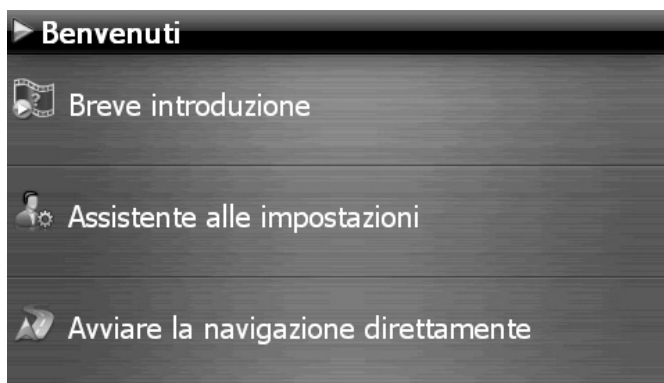 Benvenuti
Breve introduzione
Assistente alle impostazioni
Avviare la navigazione direttamente